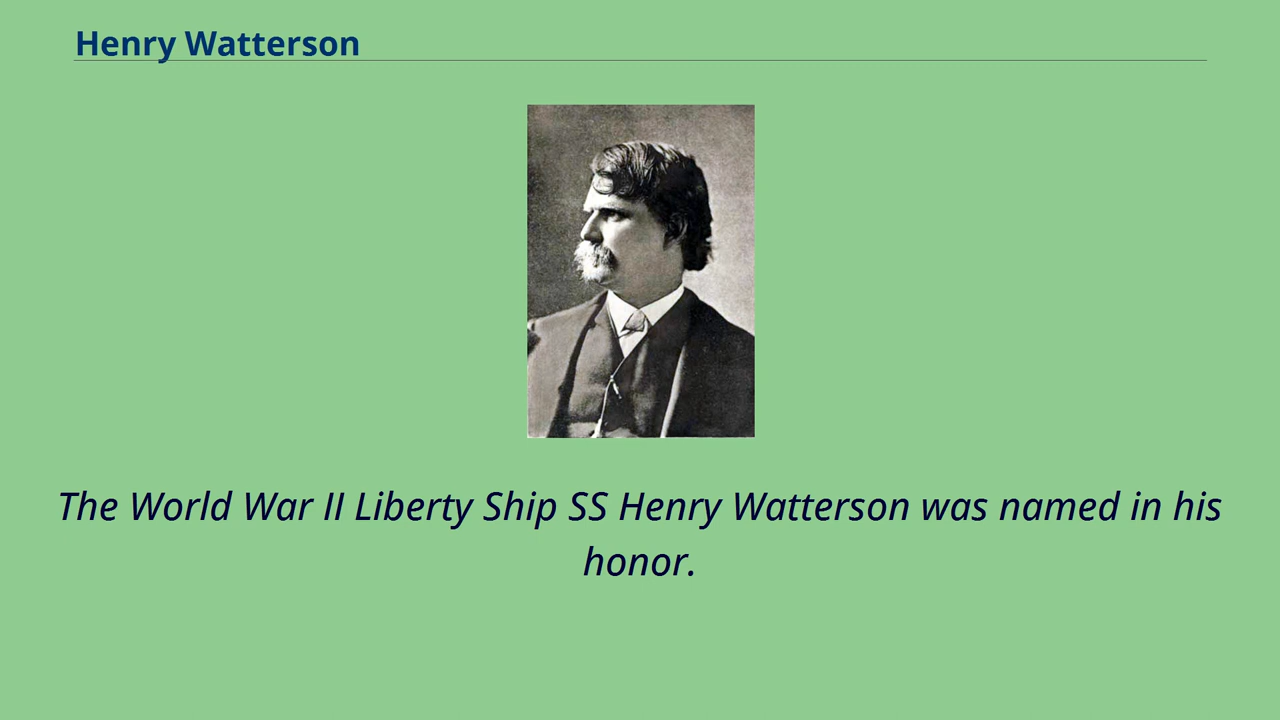 Henry Watterson
The World War II Liberty Ship SS Henry Watterson was named in his
honor.